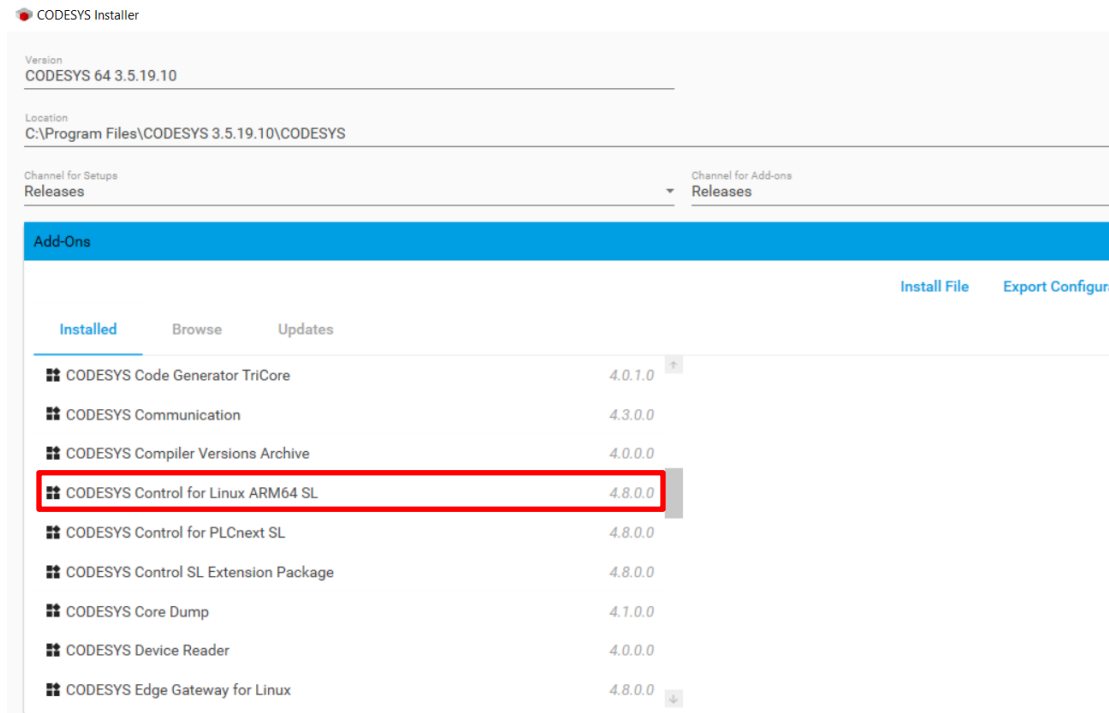 CODESYS Installer
Version
CODESYS 64 3.5.19.10
Location
C:\Program Files\CODESYS 3.5.19.10\CODESYS
Channel for Setups
Releases
Channel for Add-ons
Releases
Add-Ons
Install File Export Configura
Installed Browse Updates
CODESYS Code Generator TriCore 4.0.1.0
CODESYS Communication 4.3.0.0
CODESYS Compiler Versions Archive 4.0.0.0
CODESYS Control for Linux ARM64 SL 4.8.0.0
CODESYS Control for PLCnext SL 4.8.0.0
CODESYS Control SL Extension Package 4.8.0.0
CODESYS Core Dump 4.1.0.0
CODESYS Device Reader 4.0.0.0
CODESYS Edge Gateway for Linux 4.8.0.0